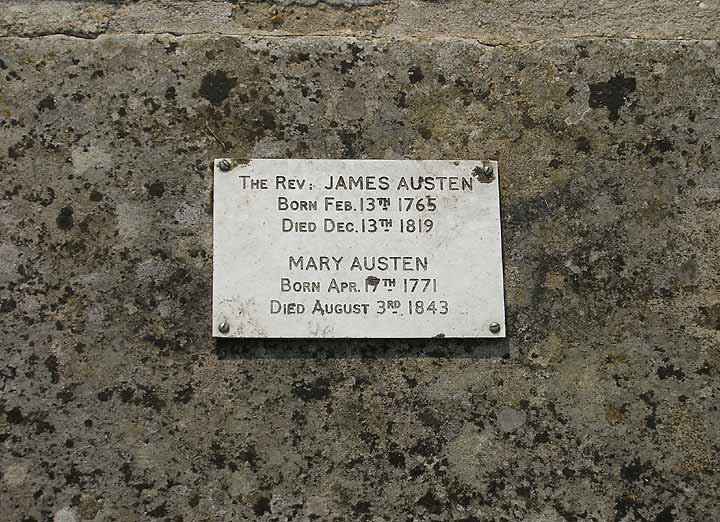 The Rev: JAMES AUSTEN
Born Feb. 13TH 1765
Died Dec. 13TH 1819
MARY AUSTEN
Born Apr. 17TH 1771
Died August 3RD. 1843